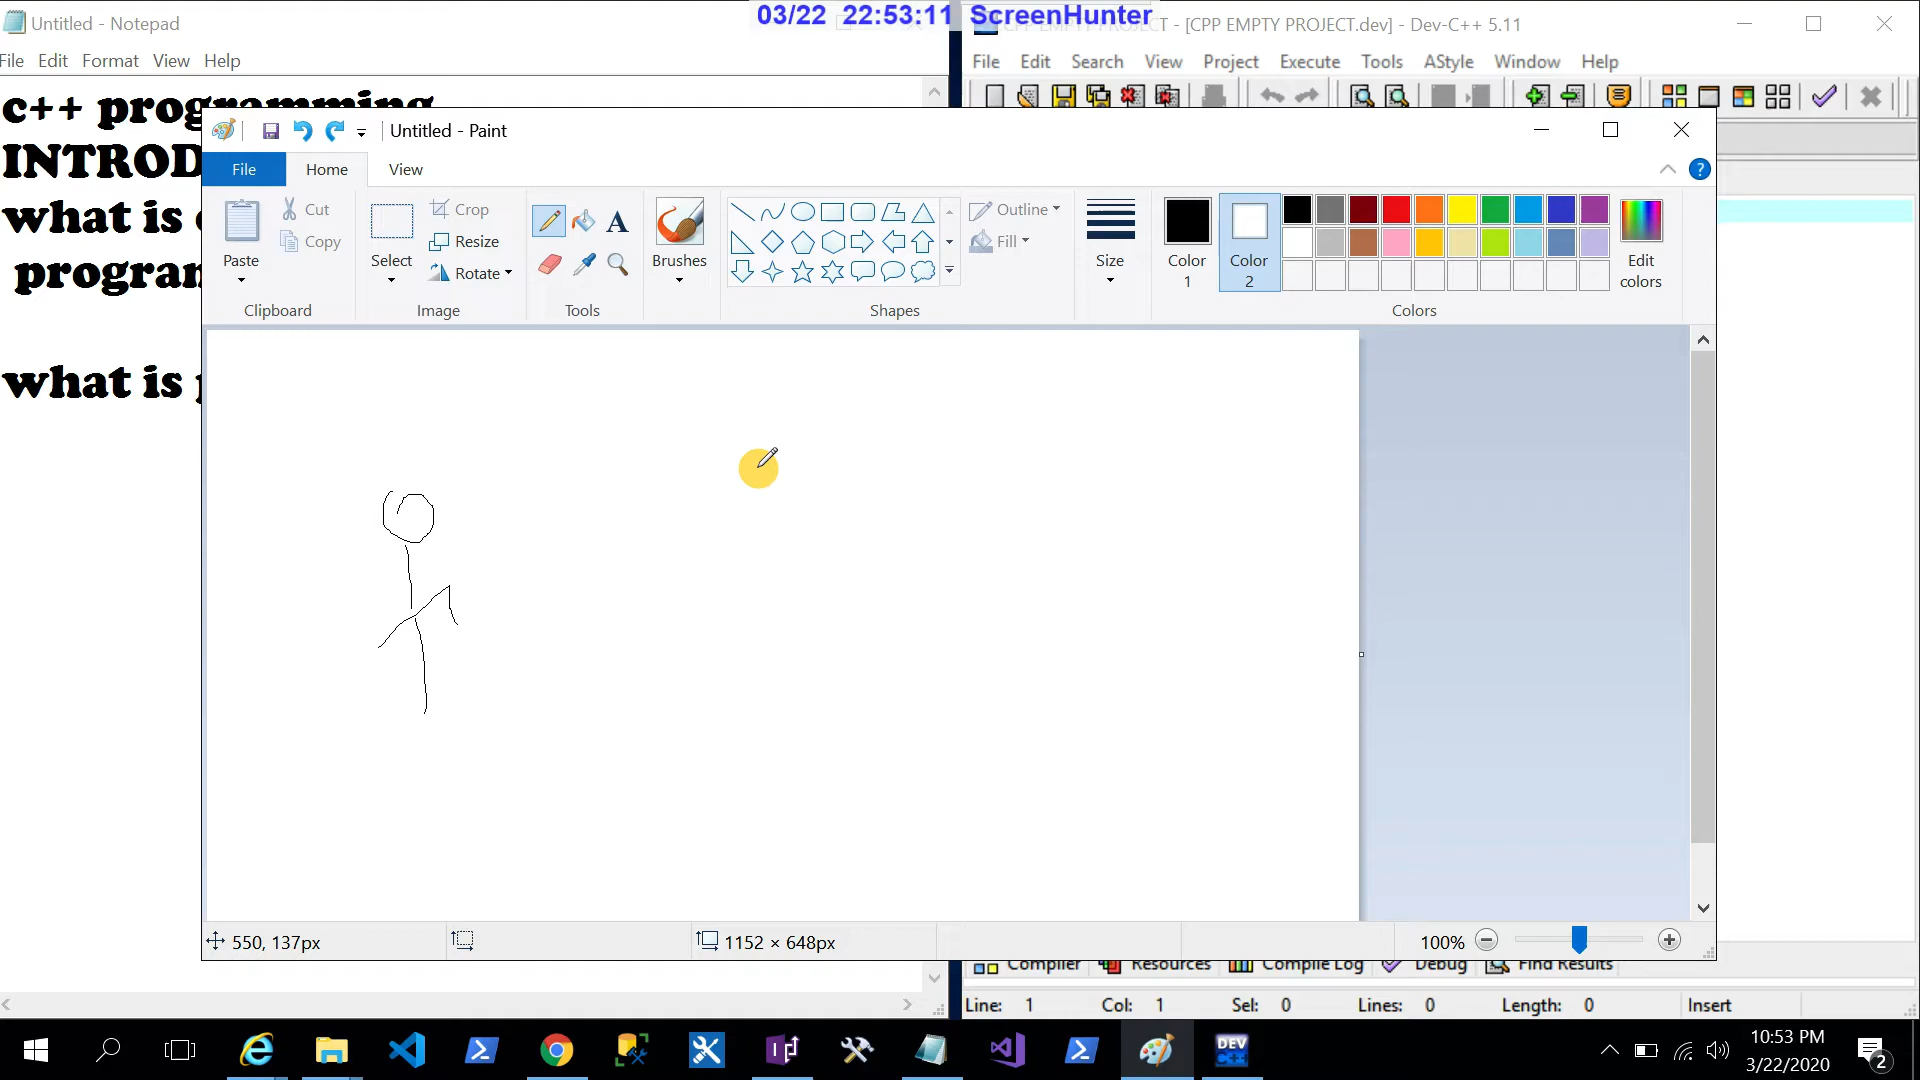 Untitled - Notepad
03/22 22:53:11 ScreenHunter
[CPP EMPTY PROJECT.dev] - Dev-C++ 5.11
File Edit Format View Help
File Edit Search View Project Execute Tools AStyle Window Help
c++ programming
Untitled - Paint
INTROD
File Home View
what is
Cut
Copy
Paste
Clipboard
Crop
Resize
Rotate
Select
Image
Tools
Brushes
Shapes
Outline
Fill
Size
Color
1
Color
2
Edit
colors
Colors
program
what is
550, 137px
1152 × 648px
100%
Compiler Resources Compile Log Debug Find Results
Line: 1 Col: 1 Sel: 0 Lines: 0 Length: 0 Insert
DEV
C++
10:53 PM
3/22/2020
2